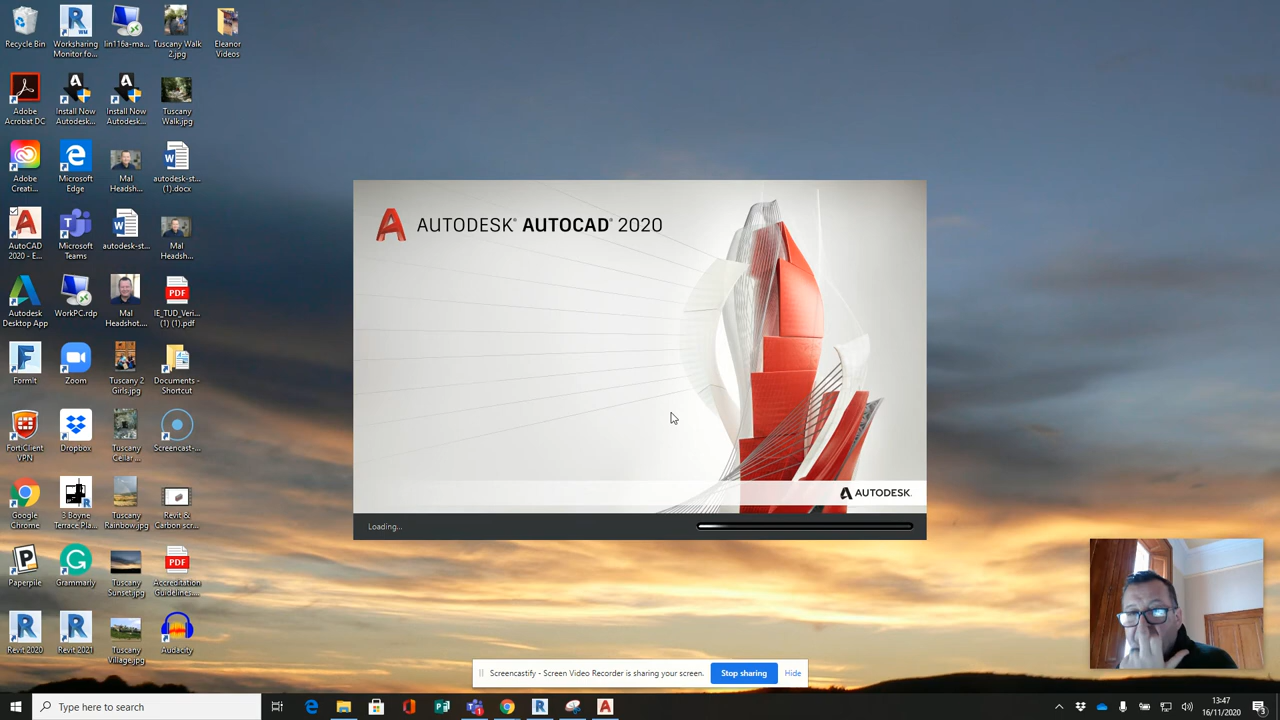 Recycle Bin
Worksharing
Monitor fo...
lin116a-ma...
Tuscany Walk
2.jpg
Eleanor
Videos
Adobe
Acrobat DC
Install Now
Autodesk...
Install Now
Autodesk...
Tuscany
Walk.jpg
Adobe
Creati...
Microsoft
Edge
Mal
Headsh...
autodesk-st...
(1).docx
AutoCAD
2020 - E...
Microsoft
Teams
autodesk-st...
Mal
Headsh...
Autodesk
Desktop App
WorkPC.rdp
Mal
Headshot....
PDF
IE_TUD_Veri...
(1) (1).pdf
FormIt
Zoom
Tuscany 2
Girls.jpg
Documents -
Shortcut
FortiClient
VPN
Dropbox
Tuscany
Cellar ...
Screencast-...
Google
Chrome
3 Boyne
Terrace Pla...
Tuscany
Rainbow.jpg
Revit &
Carbon scr...
Paperpile
Grammarly
Tuscany
Sunset.jpg
PDF
Accreditation
Guidelines....
Revit 2020
Revit 2021
Tuscany
Village.jpg
Audacity
AUTODESK® AUTOCAD® 2020
AUTODESK.
Loading...
Screencastify - Screen Video Recorder is sharing your screen.
Stop sharing
Hide
Type here to search
13:47
16/11/2020
3